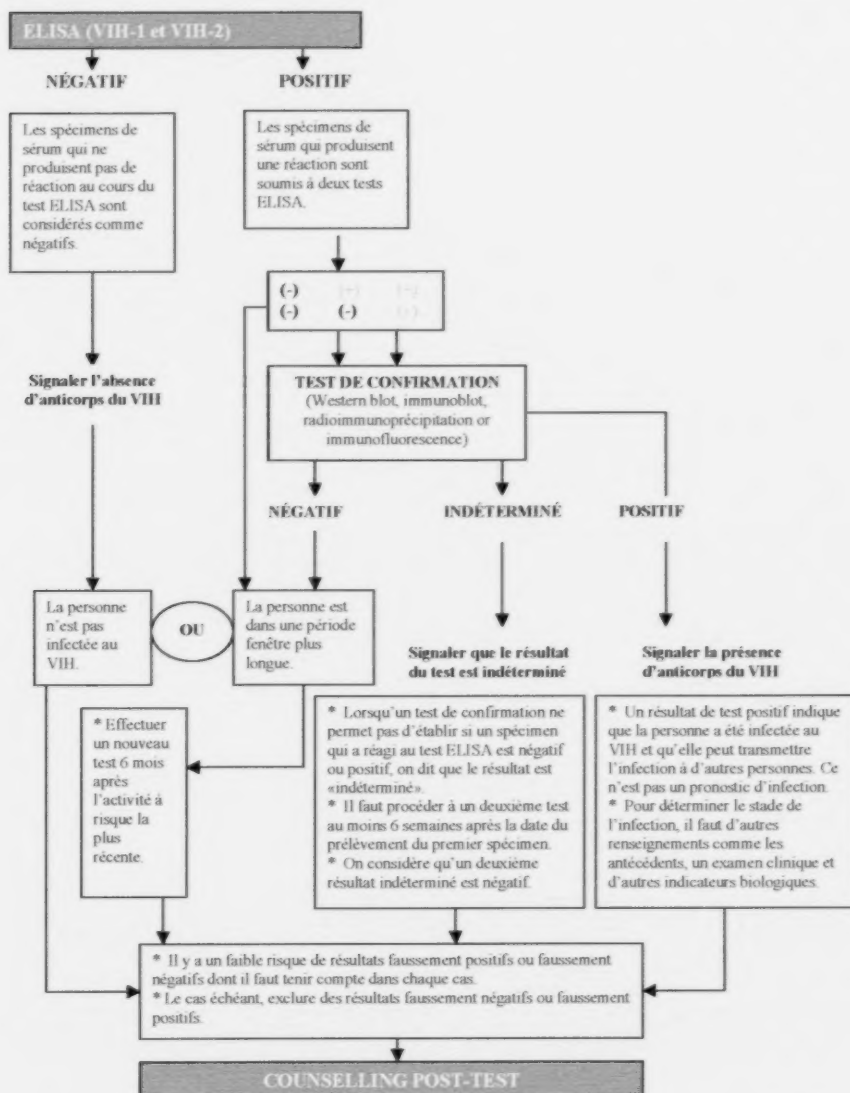 ELISA (VIH-1 et VIH-2)
NÉGATIF
POSITIF
Les spécimens de
sérum qui ne
produisent pas de
réaction au cours du
test ELISA sont
considérés comme
négatifs.
Les spécimens de
sérum qui produisent
une réaction sont
soumis à deux tests
ELISA.
(-) (+)
(-) (-)
Signaler l'absence
d'anticorps du VIH
TEST DE CONFIRMATION
(Western blot, immunoblot,
radioimmunoprécipitation or
immunofluorescence)
NÉGATIF
INDÉTERMINÉ
POSITIF
La personne
n'est pas
infectée au
VIH.
OU
La personne est
dans une période
fenêtre plus
longue.
Signaler que le résultat
du test est indéterminé
Signaler la présence
d'anticorps du VIH
* Effectuer
un nouveau
test 6 mois
après
l'activité à
risque la
plus
récente.
* Lorsqu'un test de confirmation ne
permet pas d'établir si un spécimen
qui a réagi au test ELISA est négatif
ou positif, on dit que le résultat est
«indéterminé».
* Il faut procéder à un deuxième test
au moins 6 semaines après la date du
prélèvement du premier spécimen.
* On considère qu'un deuxième
résultat indéterminé est négatif.
* Un résultat de test positif indique
que la personne a été infectée au
VIH et qu'elle peut transmettre
l'infection à d'autres personnes. Ce
n'est pas un pronostic d'infection.
* Pour déterminer le stade de
l'infection, il faut d'autres
renseignements comme les
antécédents, un examen clinique et
d'autres indicateurs biologiques.
* Il y a un faible risque de résultats faussement positifs ou faussement
négatifs dont il faut tenir compte dans chaque cas.
* Le cas échéant, exclure des résultats faussement négatifs ou faussement
positifs.
COUNSELLING POST-TEST